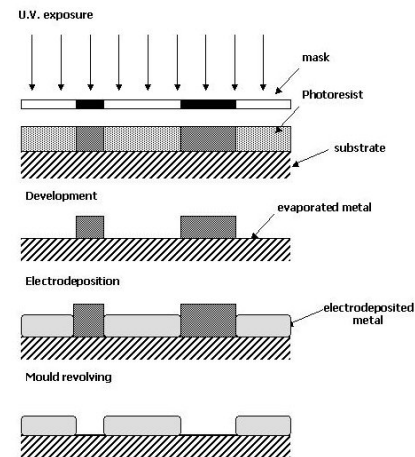 U.V. exposure
mask
Photoresist
substrate
Development
evaporated metal
Electrodeposition
electrodeposited
metal
Mould revolving